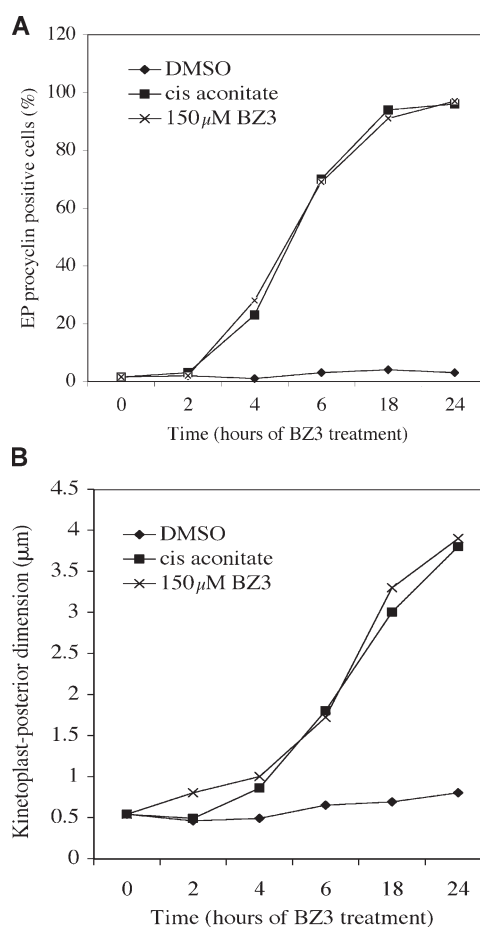 A
120
100
80
60
40
20
0
EP procyclin positive cells (%)
DMSO
cis aconitate
150µM BZ3
0 2 4 6 18 24
Time (hours of BZ3 treatment)
B
4.5
4
3.5
3
2.5
2
1.5
1
0.5
0
Kinetoplast-posterior dimension (µm)
DMSO
cis aconitate
150µM BZ3
0 2 4 6 18 24
Time (hours of BZ3 treatment)